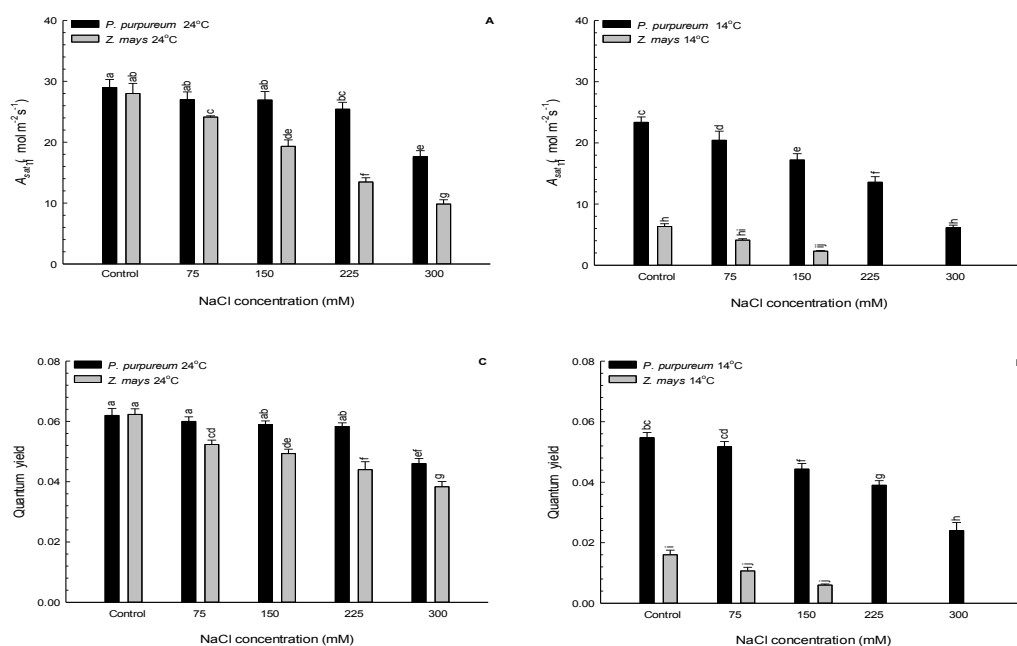 40
30
20
10
0
Asat ( mol m-2s-1)
P. purpureum 24°C
Z. mays 24°C
A
a
ab
ab
c
ab
de
bc
f
e
g
Control
75
150
225
300
NaCl concentration (mM)
40
30
20
10
0
P. purpureum 14°C
Z. mays 14°C
c
h
d
hi
e
f
h
Control
75
150
225
300
NaCl concentration (mM)
0.08
0.06
0.04
0.02
0.00
Quantum yield
P. purpureum 24°C
Z. mays 24°C
C
a
a
a
cd
ab
de
ab
f
ef
g
Control
75
150
225
300
NaCl concentration (mM)
0.08
0.06
0.04
0.02
0.00
Quantum yield
P. purpureum 14°C
Z. mays 14°C
bc
i
cd
f
g
h
Control
75
150
225
300
NaCl concentration (mM)